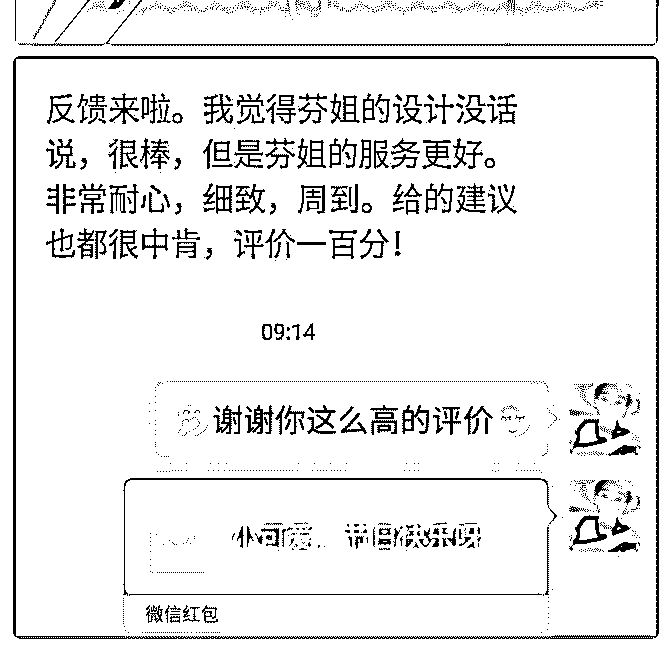 反馈来啦。我觉得芬姐的设计没话
说，很棒，但是芬姐的服务更好。
非常耐心，细致，周到。给的建议
也都很中肯，评价一百分！
09:14
谢谢你这么高的评价
小可爱，节日快乐呀
微信红包